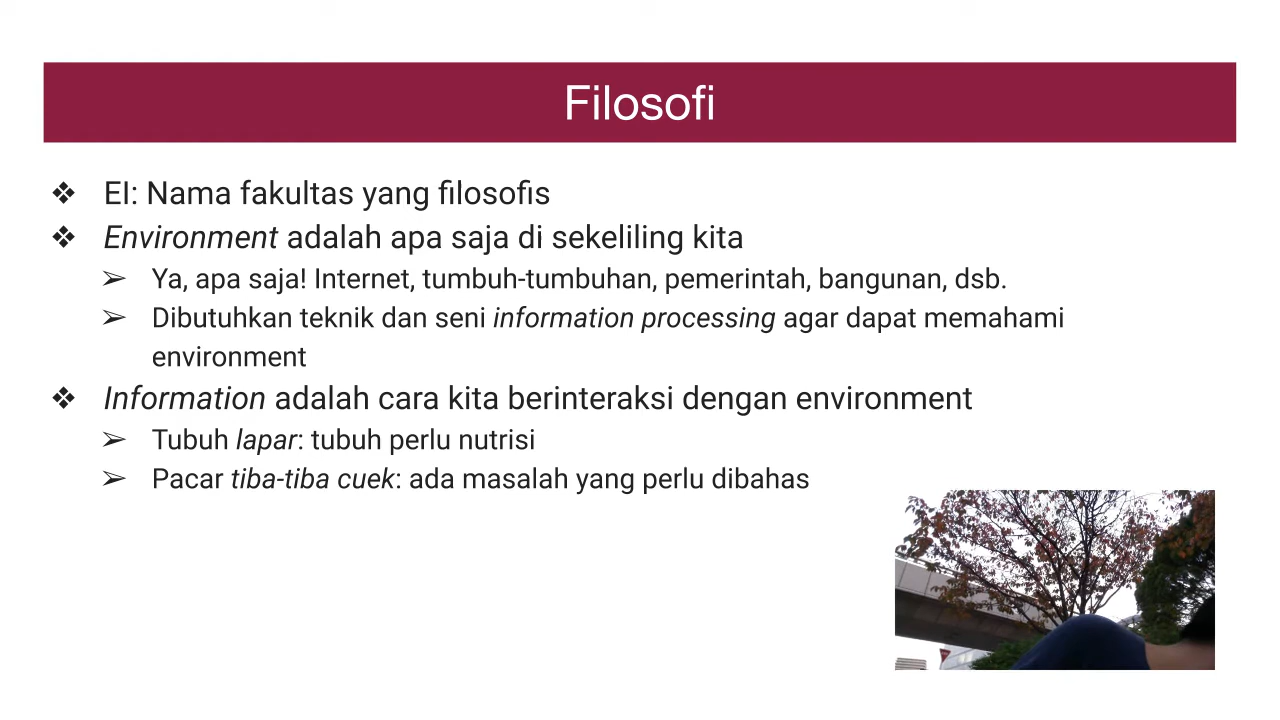 Filosofi
❖ EI: Nama fakultas yang filosofis
❖ Environment adalah apa saja di sekeliling kita
➢ Ya, apa saja! Internet, tumbuh-tumbuhan, pemerintah, bangunan, dsb.
➢ Dibutuhkan teknik dan seni information processing agar dapat memahami
environment
❖ Information adalah cara kita berinteraksi dengan environment
➢ Tubuh lapar: tubuh perlu nutrisi
➢ Pacar tiba-tiba cuek: ada masalah yang perlu dibahas